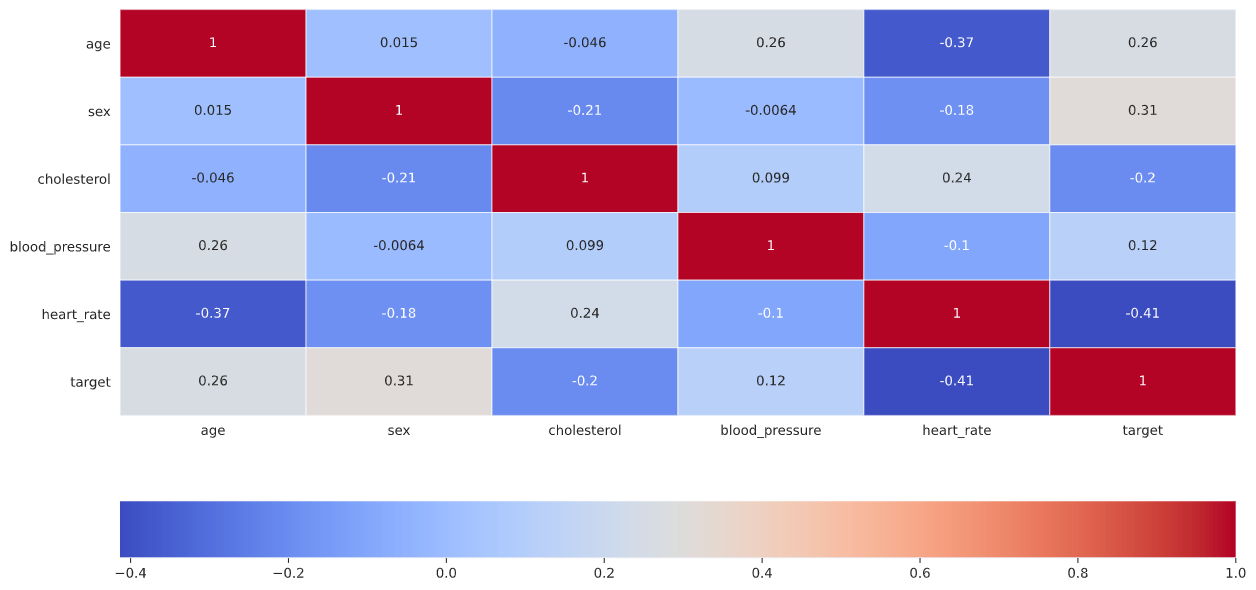 age 1 0.015 -0.046 0.26 -0.37 0.26
sex 0.015 1 -0.21 -0.0064 -0.18 0.31
cholesterol -0.046 -0.21 1 0.099 0.24 -0.2
blood_pressure 0.26 -0.0064 0.099 1 -0.1 0.12
heart_rate -0.37 -0.18 0.24 -0.1 1 -0.41
target 0.26 0.31 -0.2 0.12 -0.41 1
age sex cholesterol blood_pressure heart_rate target
−0.4 −0.2 0.0 0.2 0.4 0.6 0.8 1.0